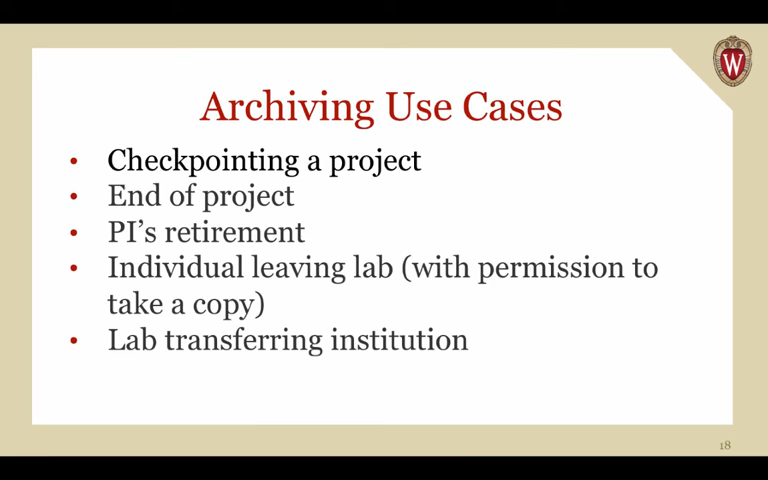 W
Archiving Use Cases
• Checkpointing a project
• End of project
• PI's retirement
• Individual leaving lab (with permission to
take a copy)
• Lab transferring institution
18